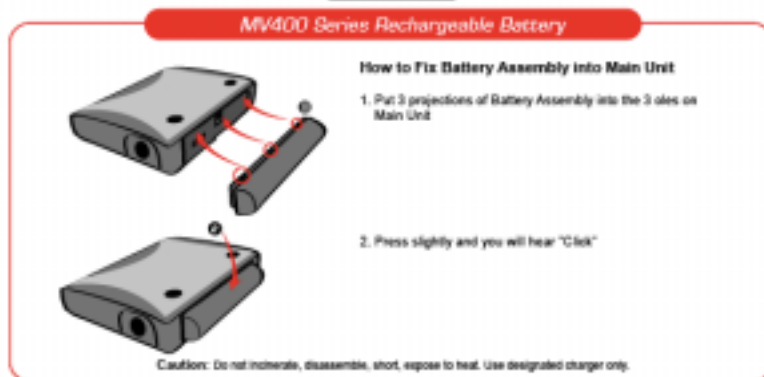 MV400 Series Rechargeable Battery
How to Fix Battery Assembly into Main Unit
1. Put 3 projections of Battery Assembly into the 3 oles on
Main Unit
2. Press slightly and you will hear "Click"
Caution: Do not incinerate, disassemble, short, expose to heat. Use designated charger only.